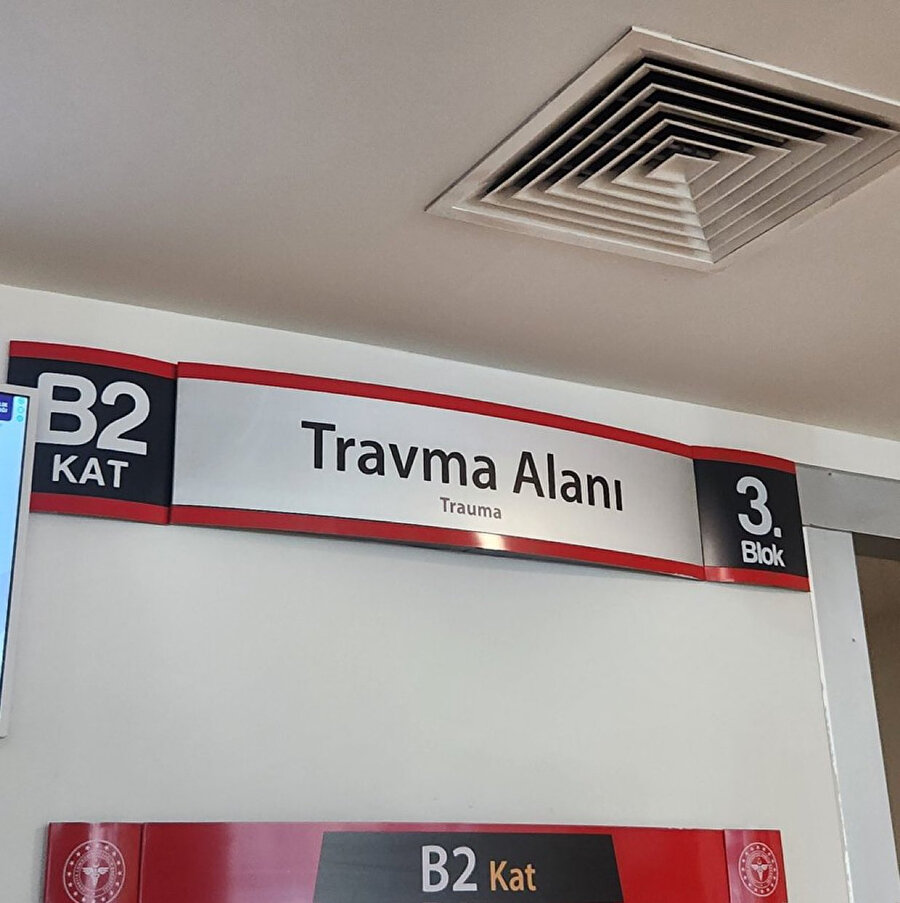 B2
KAT
Travma Alanı
Trauma
3.
Blok
B2 Kat